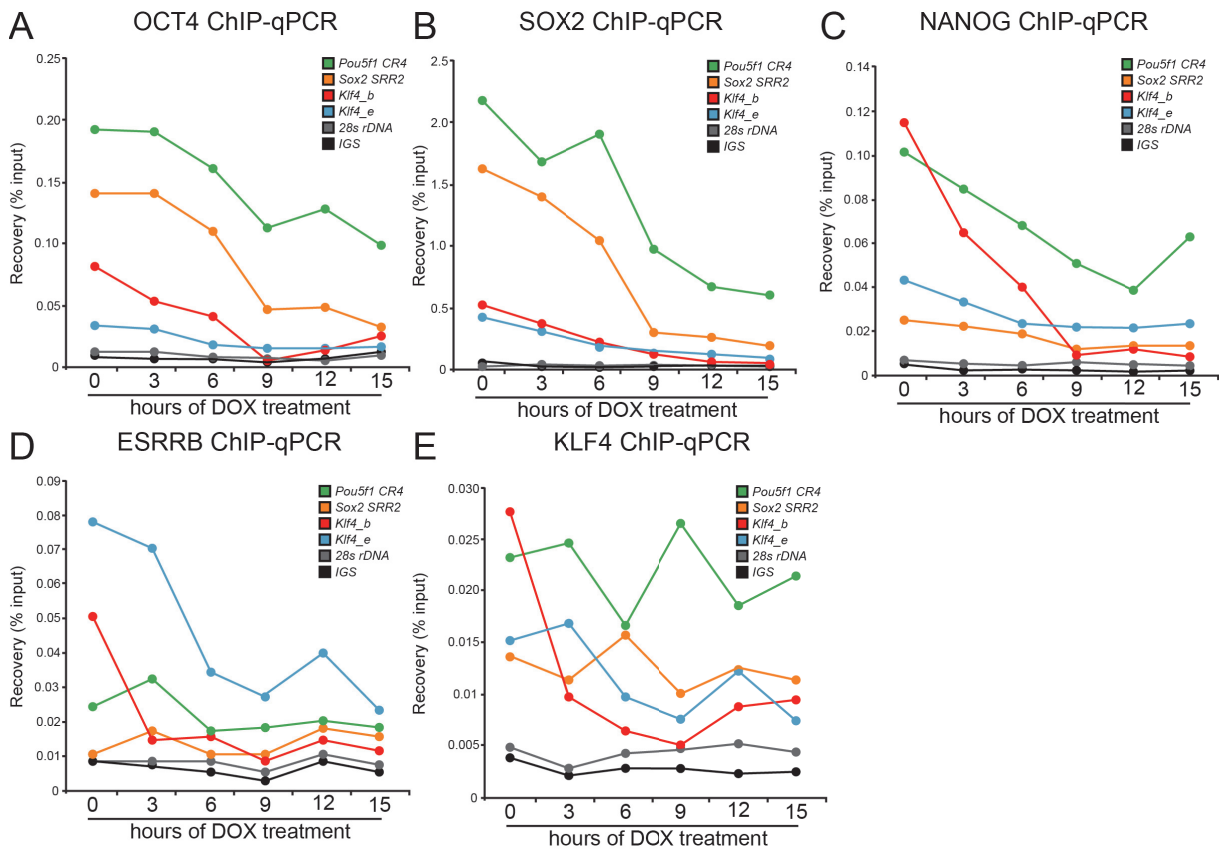 A
OCT4 ChIP-qPCR
Recovery (% input)
0.25
0.20
0.15
0.10
0.05
0
Pou5f1 CR4
Sox2 SRR2
Klf4_b
Klf4_e
28s rDNA
IGS
0 3 6 9 12 15
hours of DOX treatment
B
SOX2 ChIP-qPCR
Recovery (% input)
2.5
2.0
1.5
1.0
0.5
0
Pou5f1 CR4
Sox2 SRR2
Klf4_b
Klf4_e
28s rDNA
IGS
0 3 6 9 12 15
hours of DOX treatment
C
NANOG ChIP-qPCR
Recovery (% input)
0.14
0.12
0.10
0.06
0.04
0.02
0
Pou5f1 CR4
Sox2 SRR2
Klf4_b
Klf4_e
28s rDNA
IGS
0 3 6 9 12 15
hours of DOX treatment
D
ESRRB ChIP-qPCR
Recovery (% input)
0.09
0.08
0.07
0.06
0.05
0.04
0.03
0.02
0.01
0
Pou5f1 CR4
Sox2 SRR2
Klf4_b
Klf4_e
28s rDNA
IGS
0 3 6 9 12 15
hours of DOX treatment
E
KLF4 ChIP-qPCR
Recovery (% input)
0.030
0.025
0.020
0.015
0.01
0.005
0
Pou5f1 CR4
Sox2 SRR2
Klf4_b
Klf4_e
28s rDNA
IGS
0 3 6 9 12 15
hours of DOX treatment